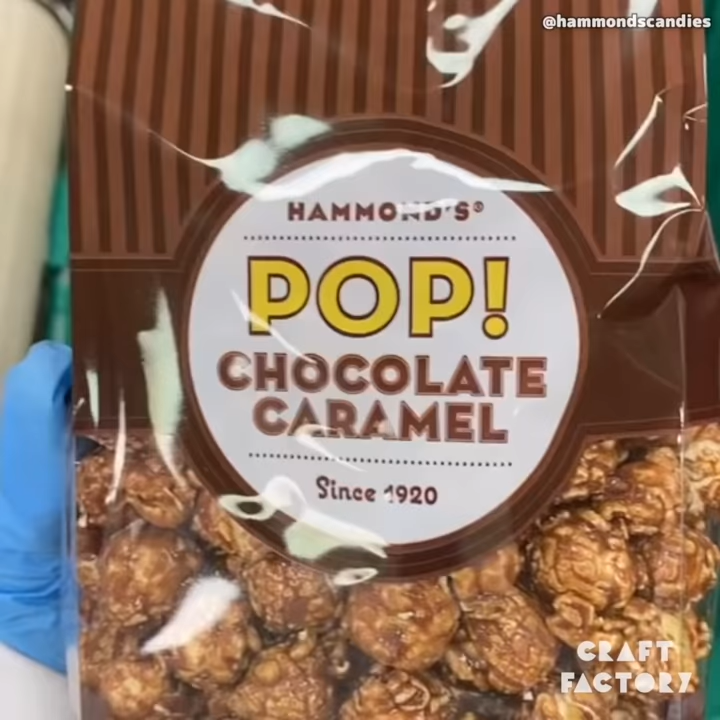 @hammondscandies
HAMMOND'S®
POP!
CHOCOLATE
CARAMEL
Since 1920
CRAFT
FACTORY